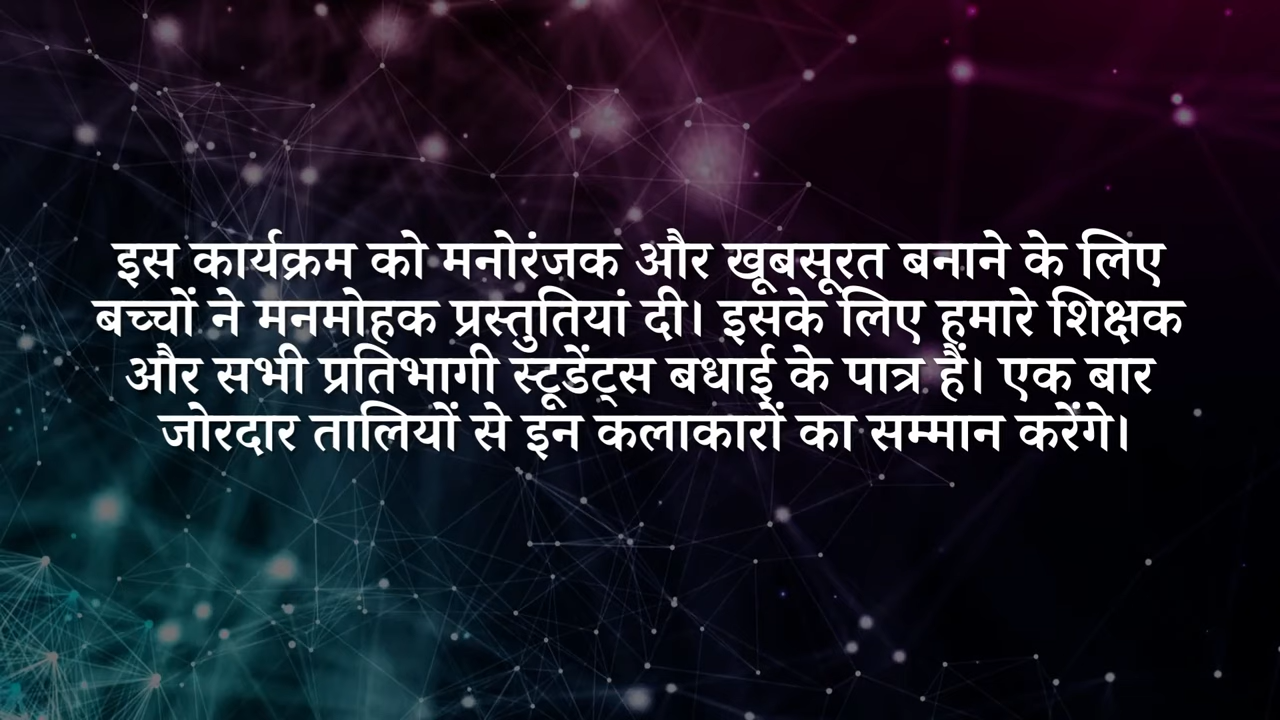 इस कार्यक्रम को मनोरंजक और खूबसूरत बनाने के लिए
बच्चों ने मनमोहक प्रस्तुतियां दी। इसके लिए हमारे शिक्षक
और सभी प्रतिभागी स्टूडेंट्स बधाई के पात्र हैं। एक बार
जोरदार तालियों से इन कलाकारों का सम्मान करेंगे।